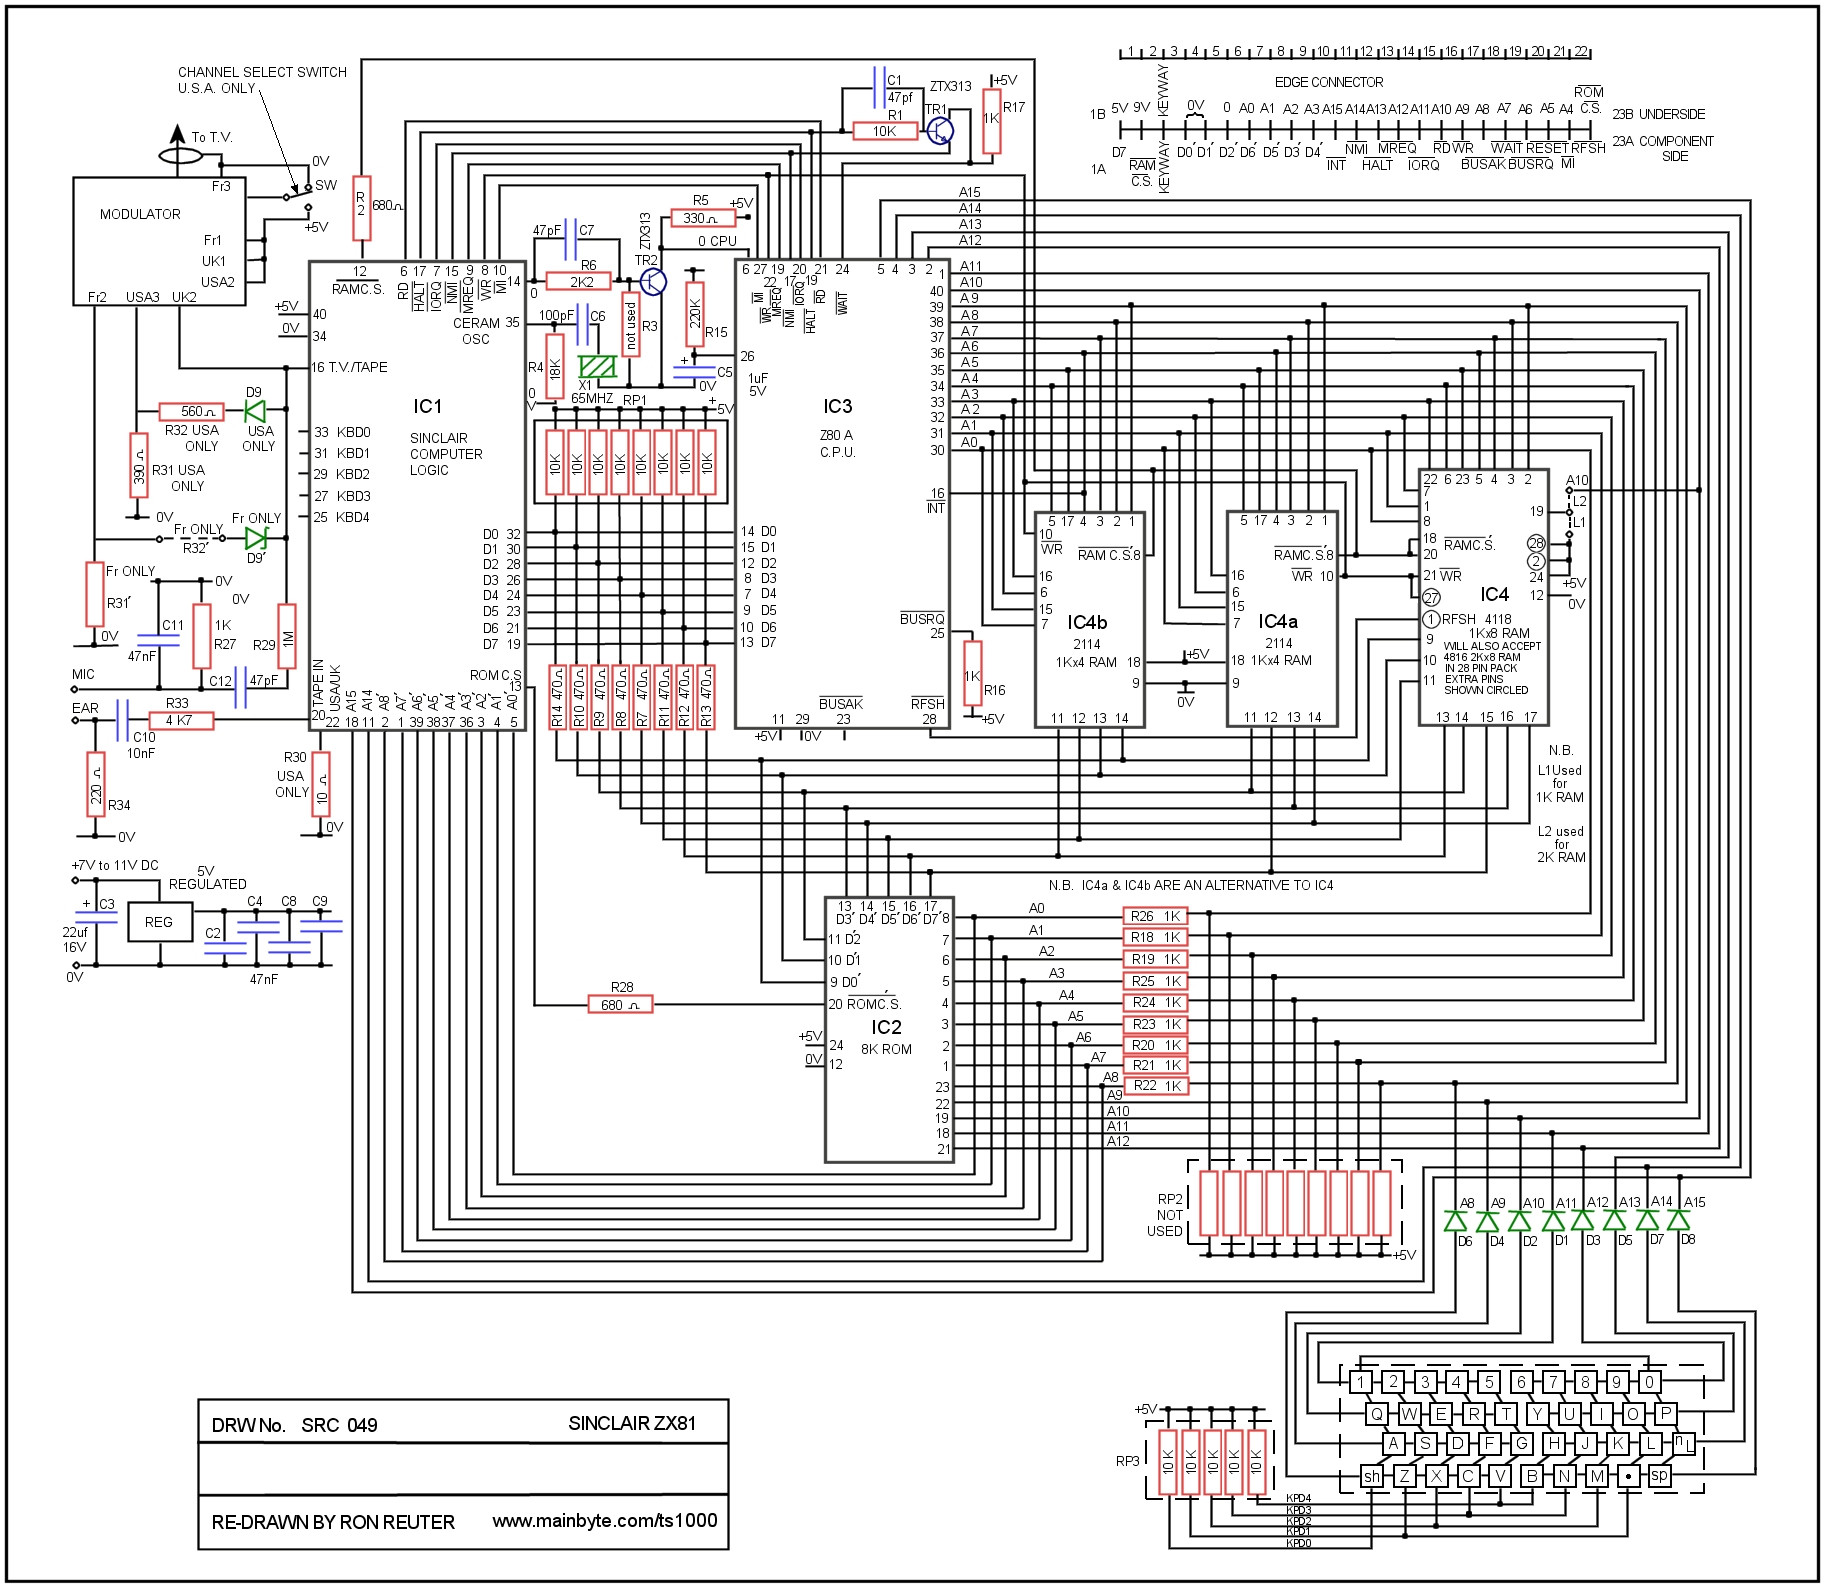 CHANNEL SELECT SWITCH
U.S.A. ONLY
To T.V.
0V
SW
+5V
Fr3
MODULATOR
Fr1
UK1
USA2
Fr2 USA3 UK2
1 2 3 4 5 6 7 8 9 10 11 12 13 14 15 16 17 18 19 20 21 22
EDGE CONNECTOR
KEYWAY
ROM
1B 5V 9V 0V 0 A0 A1 A2 A3 A15 A14 A13 A12 A11 A10 A9 A8 A7 A6 A5 A4 C.S. 23B UNDERSIDE
1A D7 RAM C.S. KEYWAY D0' D1' D2' D6' D5' D3' D4' INT NMI HALT MREQ IORQ RD WR BUSAK WAIT BUSRQ RESET MI RFSH 23A COMPONENT
SIDE
C1
47pf
R1
10K
ZTX313
TR1
+5V
R17
1K
R2
680Ω
R5
330Ω
+5V
0 CPU
ZTX313
TR2
47pF C7
R6
2K2
100pF C6
not used
R3
R4
18K
0V
X1
65MHZ
RP1
220K
R15
+
C5
0V
1uF
5V
+
5V
10K 10K 10K 10K 10K 10K 10K 10K
12 6 17 7 15 9 8 10
RAMC.S. RD HALT IORQ NMI MREQ WR MI
14
0
CERAM 35
OSC
+5V 40
0V 34
16 T.V./TAPE
IC1
SINCLAIR
COMPUTER
LOGIC
33 KBD0
31 KBD1
29 KBD2
27 KBD3
25 KBD4
D0 32
D1 30
D2 28
D3 26
D4 24
D5 23
D6 21
D7 19
ROM C.S
13
TAPE IN
20
USA/UK
22
A15 A14 A8' A7' A6' A5' A4' A3' A2' A1' A0'
18 11 2 1 39 38 37 36 3 4 5
D9
560Ω
R32 USA
ONLY
USA
ONLY
390Ω
R31 USA
ONLY
0V
Fr ONLY
R32'
Fr ONLY
D9'
Fr ONLY
R31'
0V
0V
0V
C11
47nF
1K
R27
R29
1M
C12
47pF
MIC
EAR
R33
4 K7
C10
10nF
220Ω
R34
0V
R30
USA
ONLY
10Ω
0V
+7V to 11V DC
+ C3
22uf
16V
0V
5V
REGULATED
REG
C2
C4
C8
C9
47nF
6 27 22 19 17 20 19 21 24
MI WR MREQ NMI IORQ HALT RD WAIT
5 4 3 2
26
IC3
Z80 A
C.P.U.
A15
A14
A13
A12
1 A11
40 A10
39 A9
38 A8
37 A7
36 A6
35 A5
34 A4
33 A3
32 A2
31 A1
30 A0
16
INT
14 D0
15 D1
12 D2
8 D3
7 D4
9 D5
10 D6
13 D7
BUSRQ
25
1K
R16
+5V
BUSAK
23
RFSH
28
11 29
+5V 0V
R14 470Ω
R10 470Ω
R9 470Ω
R8 470Ω
R7 470Ω
R11 470Ω
R12 470Ω
R13 470Ω
5 17 4 3 2 1
10
WR
RAM C.S.' 8
16
6
15
7
IC4b
2114
1Kx4 RAM
18
9
11 12 13 14
+5V
0V
5 17 4 3 2 1
RAMC.S.' 8
WR 10
16
6
15
7
IC4a
2114
1Kx4 RAM
18
9
11 12 13 14
22 6 23 5 4 3 2
7
1
8
18
20 RAMC.S.'
21 WR
27
1 RFSH
9
10
11
IC4
4118
1Kx8 RAM
WILL ALSO ACCEPT
4816 2Kx8 RAM
IN 28 PIN PACK
EXTRA PINS
SHOWN CIRCLED
13 14 15 16 17
A10
L2
19
L1
28
2
24
+5V
12
0V
N.B.
L1Used
for
1K RAM
L2 used
for
2K RAM
N.B. IC4a & IC4b ARE AN ALTERNATIVE TO IC4
13 14 15 16 17
D3' D4' D5' D6' D7'
11 D2'
10 D1'
9 D0'
20 ROMC.S.'
IC2
8K ROM
+5V 24
0V 12
R28
680 Ω
8 A0 R26 1K
7 A1 R18 1K
6 A2 R19 1K
5 A3 R25 1K
4 A4 R24 1K
3 A5 R23 1K
2 A6 R20 1K
1 A7 R21 1K
23 A8 R22 1K
22 A9
19 A10
18 A11
21 A12
RP2
NOT
USED
+5V
A8 A9 A10 A11 A12 A13 A14 A15
D6 D4 D2 D1 D3 D5 D7 D8
1 2 3 4 5 6 7 8 9 0
Q W E R T Y U I O P
A S D F G H J K L nL
sh Z X C V B N M . sp
+5V
RP3
10 K 10 K 10 K 10 K 10 K
KPD4
KPD3
KPD2
KPD1
KPD0
DRW No. SRC 049 SINCLAIR ZX81
RE-DRAWN BY RON REUTER www.mainbyte.com/ts1000